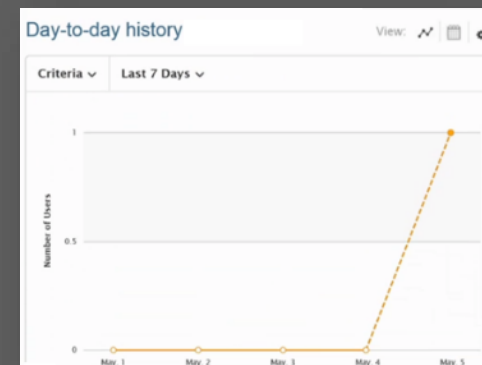 Day-to-day history
View:
Criteria
Last 7 Days
1
Number of Users
0.5
0
May. 1
May. 2
May. 3
May. 4
May. 5